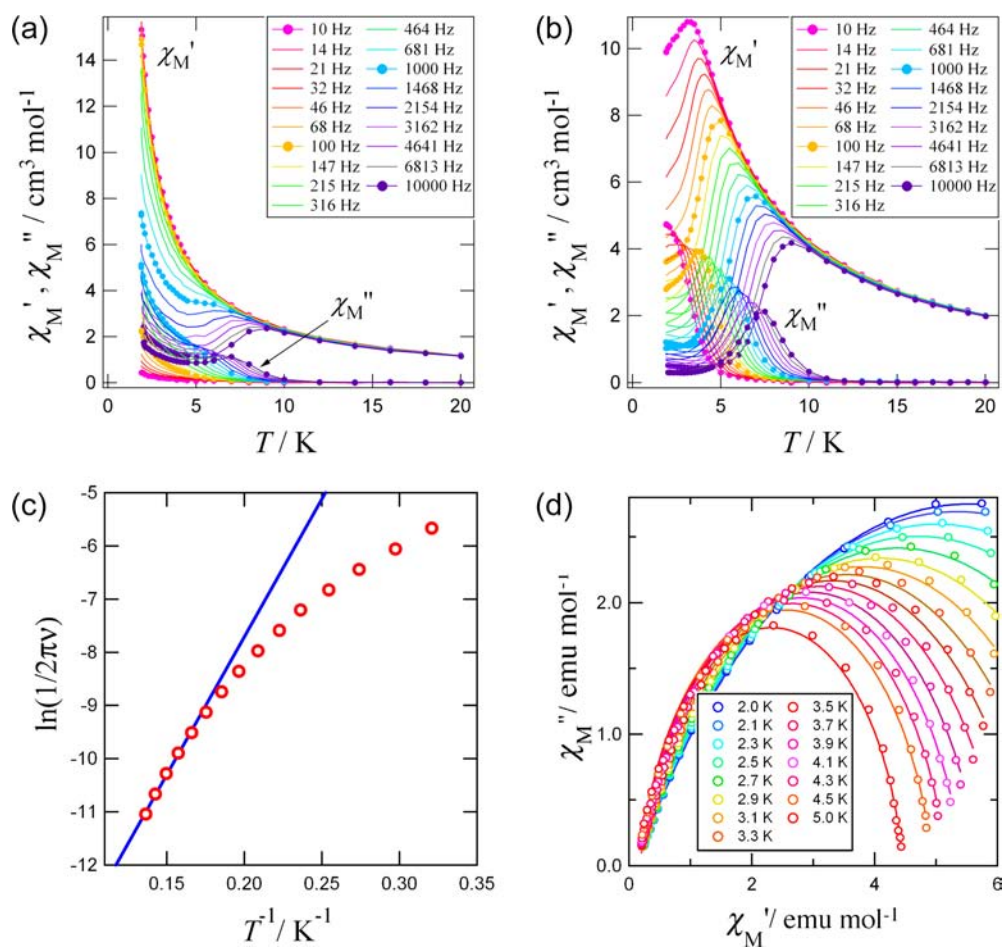 (a)
χM'
10 Hz 464 Hz
14 Hz 681 Hz
21 Hz 1000 Hz
32 Hz 1468 Hz
46 Hz 2154 Hz
68 Hz 3162 Hz
100 Hz 4641 Hz
147 Hz 6813 Hz
215 Hz 10000 Hz
316 Hz
χM''
χM', χM'' / cm³ mol⁻¹
14
12
10
8
6
4
2
0
0 5 10 15 20
T / K
(b)
χM'
10 Hz 464 Hz
14 Hz 681 Hz
21 Hz 1000 Hz
32 Hz 1468 Hz
46 Hz 2154 Hz
68 Hz 3162 Hz
100 Hz 4641 Hz
147 Hz 6813 Hz
215 Hz 10000 Hz
316 Hz
χM''
χM', χM'' / cm³ mol⁻¹
10
8
6
4
2
0
0 5 10 15 20
T / K
(c)
ln(1/2πν)
-5
-6
-7
-8
-9
-10
-11
-12
0.15 0.20 0.25 0.30 0.35
T⁻¹/ K⁻¹
(d)
χM''/ emu mol⁻¹
2.0
1.0
0.0
2.0 K 3.5 K
2.1 K 3.7 K
2.3 K 3.9 K
2.5 K 4.1 K
2.7 K 4.3 K
2.9 K 4.5 K
3.1 K 5.0 K
3.3 K
0 2 4 6
χM'/ emu mol⁻¹